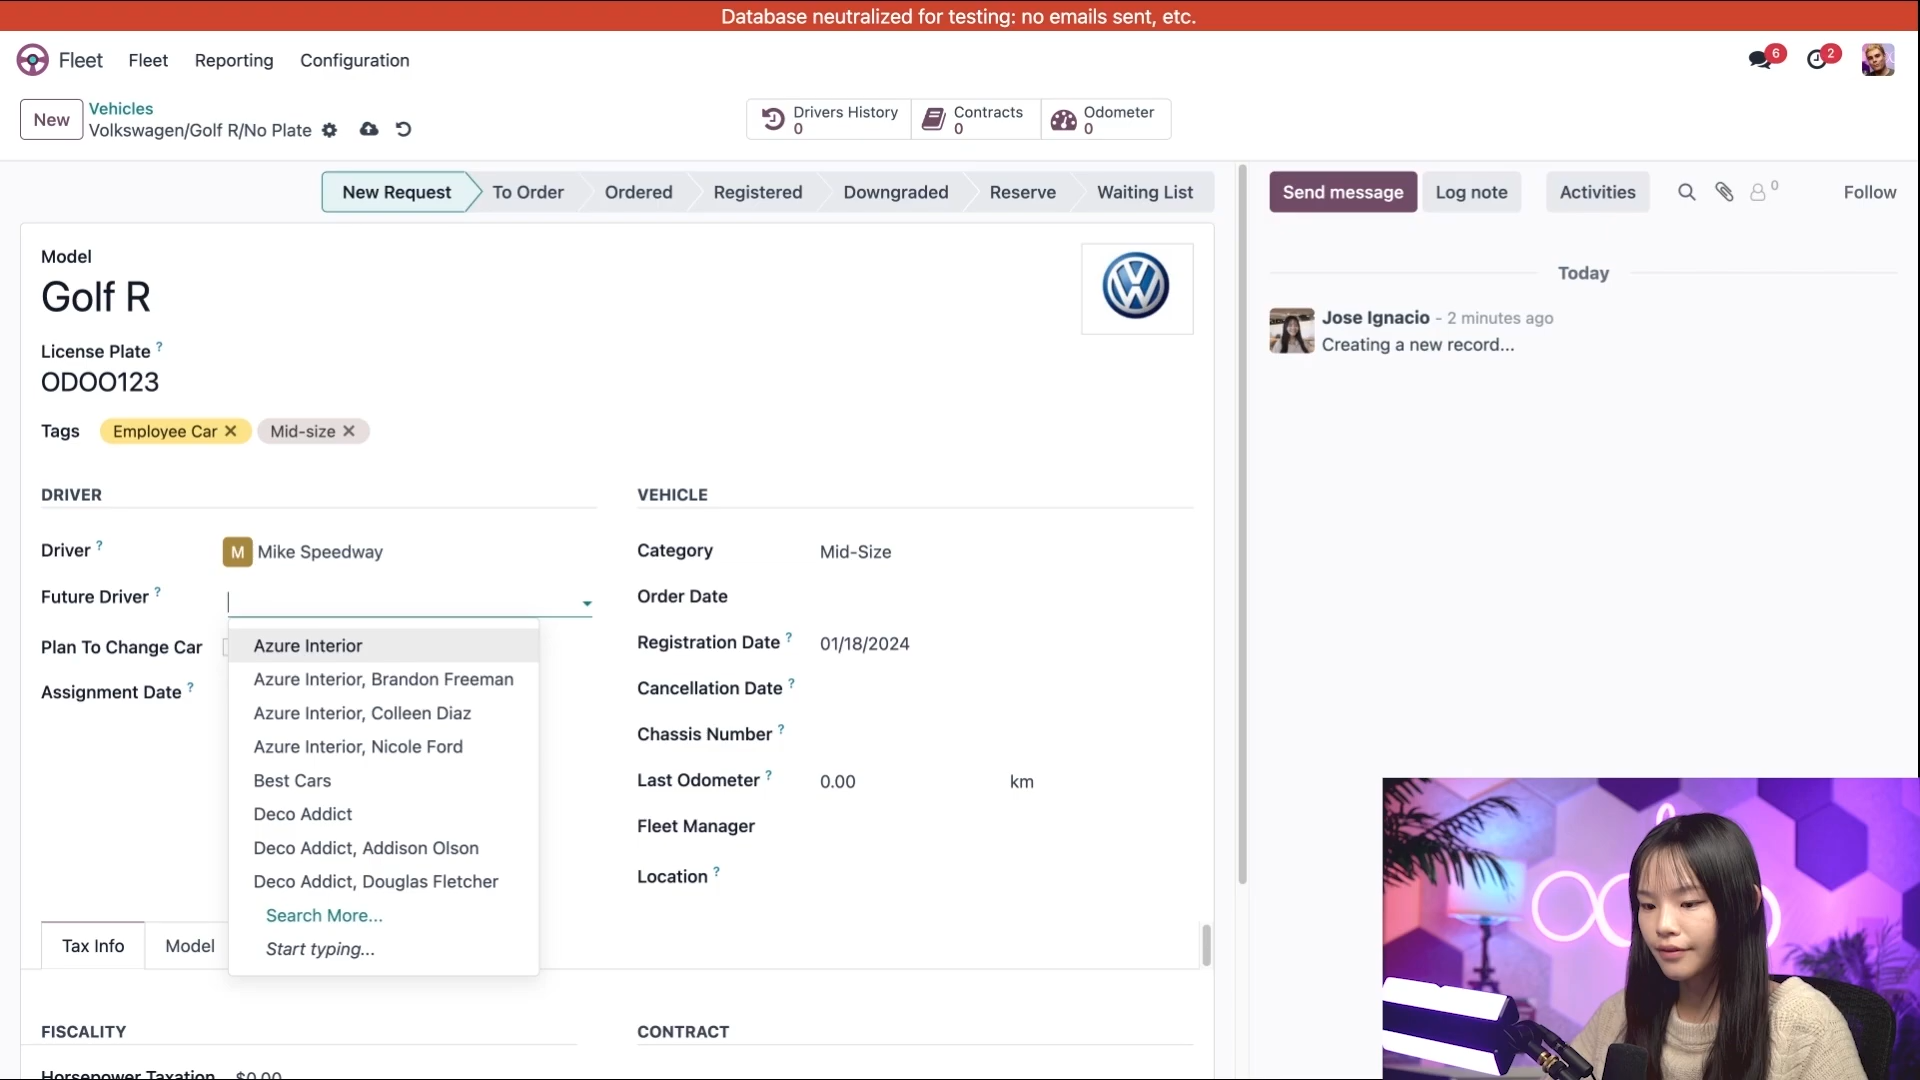 Database neutralized for testing: no emails sent, etc.
Fleet Fleet Reporting Configuration 6 2
New Vehicles
Volkswagen/Golf R/No Plate
Drivers History 0
Contracts 0
Odometer 0
New Request To Order Ordered Registered Downgraded Reserve Waiting List
Send message Log note Activities 0 Follow
Model
Golf R
License Plate ?
ODOO123
Tags Employee Car ✕ Mid-size ✕
Today
Jose Ignacio - 2 minutes ago
Creating a new record...
DRIVER
Driver ? M Mike Speedway
Future Driver ?
Plan To Change Car
Assignment Date ?
Azure Interior
Azure Interior, Brandon Freeman
Azure Interior, Colleen Diaz
Azure Interior, Nicole Ford
Best Cars
Deco Addict
Deco Addict, Addison Olson
Deco Addict, Douglas Fletcher
Search More...
Start typing...
VEHICLE
Category Mid-Size
Order Date
Registration Date ? 01/18/2024
Cancellation Date ?
Chassis Number ?
Last Odometer ? 0.00 km
Fleet Manager
Location ?
Tax Info Model
FISCALITY
CONTRACT
Horsepower Taxation $0.00